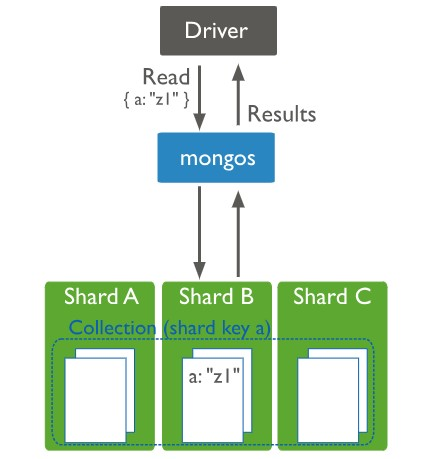 Driver
Read
{ a: "z1" }
Results
mongos
Shard A
Shard B
Shard C
Collection (shard key a)
a: "z1"